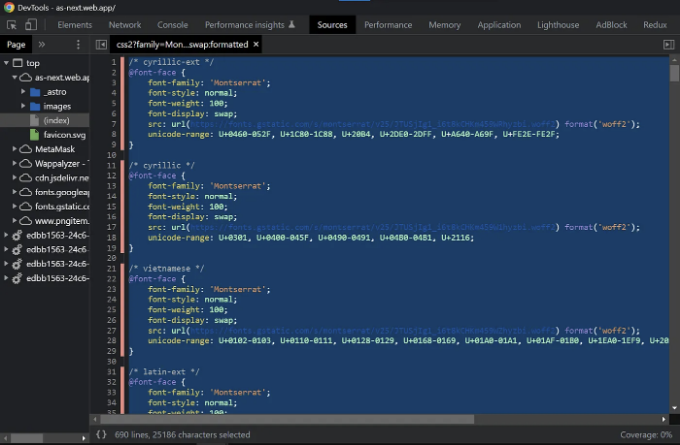 DevTools - as-next.web.app/
Elements Network Console Performance insights Sources Performance Memory Application Security Lighthouse AdBlock Redux
Page
css2?family=Mon...swap:formatted
top
as-next.web.ap
_astro
images
(index)
favicon.svg
MetaMask
Wappalyzer - T
cdn.jsdelivr.ne
fonts.googleap
fonts.gstatic.co
www.pngitem.
edbb1563-24c6-
edbb1563-24c6-
edbb1563-24c6-
1 /* cyrillic-ext */
2 @font-face {
3 font-family: 'Montserrat';
4 font-style: normal;
5 font-weight: 100;
6 font-display: swap;
7 src: url( format('woff2');
8 unicode-range: U+0460-052F, U+1C80-1C88, U+20B4, U+2DE0-2DFF, U+A640-A69F, U+FE2E-FE2F;
9 }
10
11 /* cyrillic */
12 @font-face {
13 font-family: 'Montserrat';
14 font-style: normal;
15 font-weight: 100;
16 font-display: swap;
17 src: url( format('woff2');
18 unicode-range: U+0301, U+0400-045F, U+0490-0491, U+04B0-04B1, U+2116;
19 }
20
21 /* vietnamese */
22 @font-face {
23 font-family: 'Montserrat';
24 font-style: normal;
25 font-weight: 100;
26 font-display: swap;
27 src: url( format('woff2');
28 unicode-range: U+0102-0103, U+0110-0111, U+0128-0129, U+0168-0169, U+01A0-01A1, U+01AF-01B0, U+1EA0-1EF9, U+20
29 }
30
31 /* latin-ext */
32 @font-face {
33 font-family: 'Montserrat';
34 font-style: normal;
35 font-weight: 100;
{} 690 lines, 25186 characters selected
Coverage: 0%